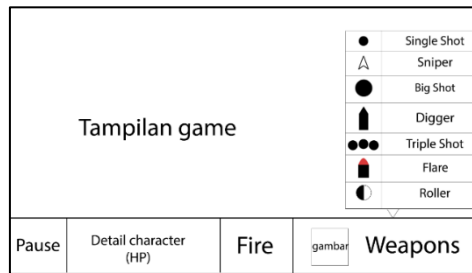 Single Shot
Sniper
Big Shot
Digger
Triple Shot
Flare
Roller
Tampilan game
Pause
Detail character
(HP)
Fire
gambar
Weapons